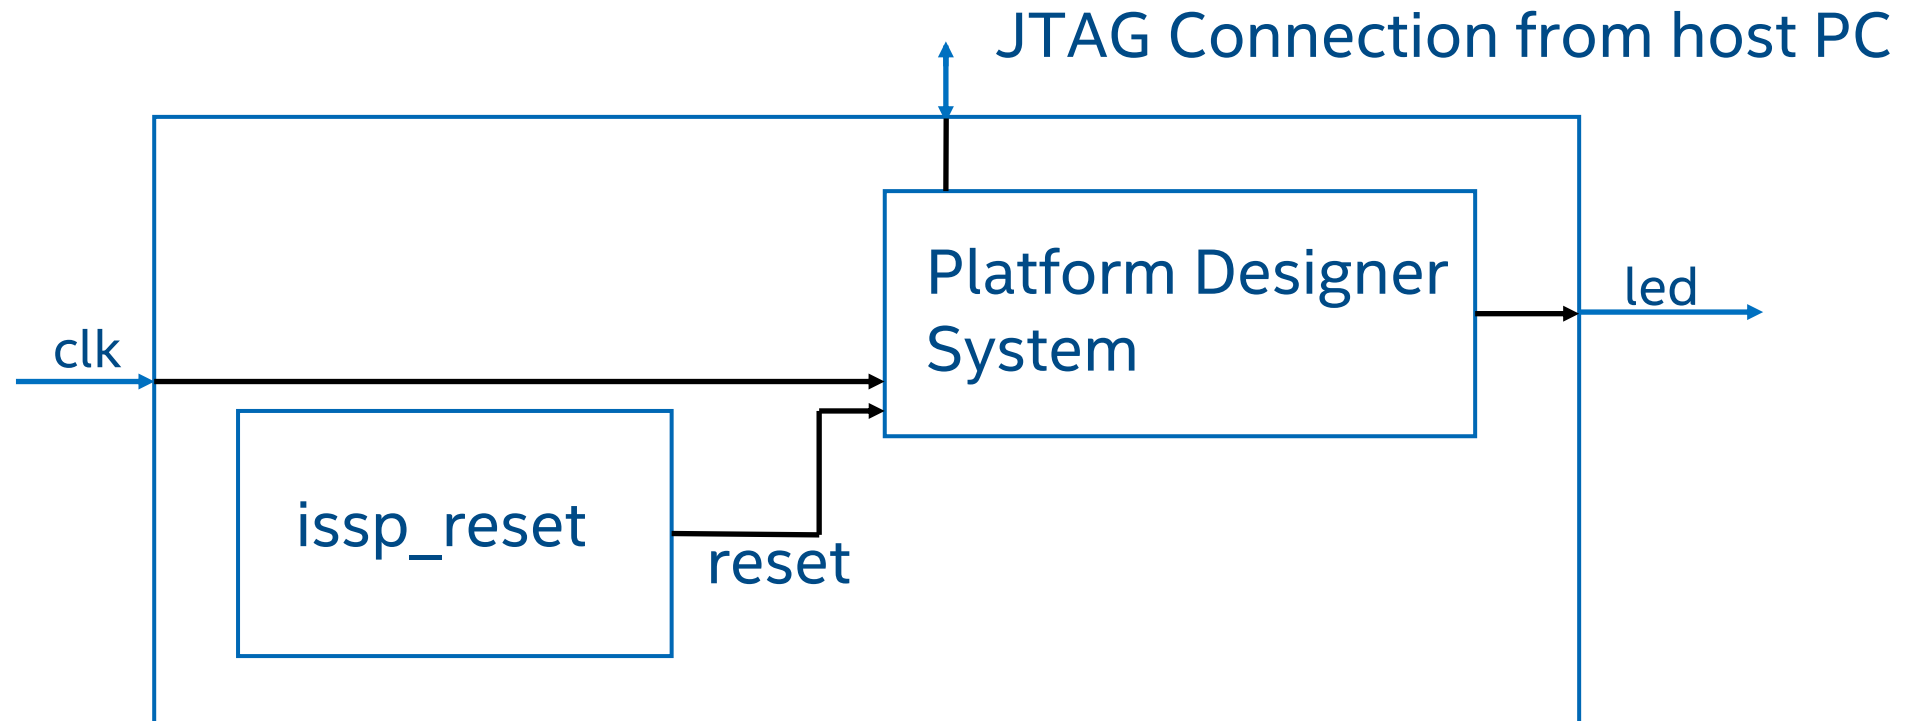 JTAG Connection from host PC
Platform Designer
System
led
clk
issp_reset
reset